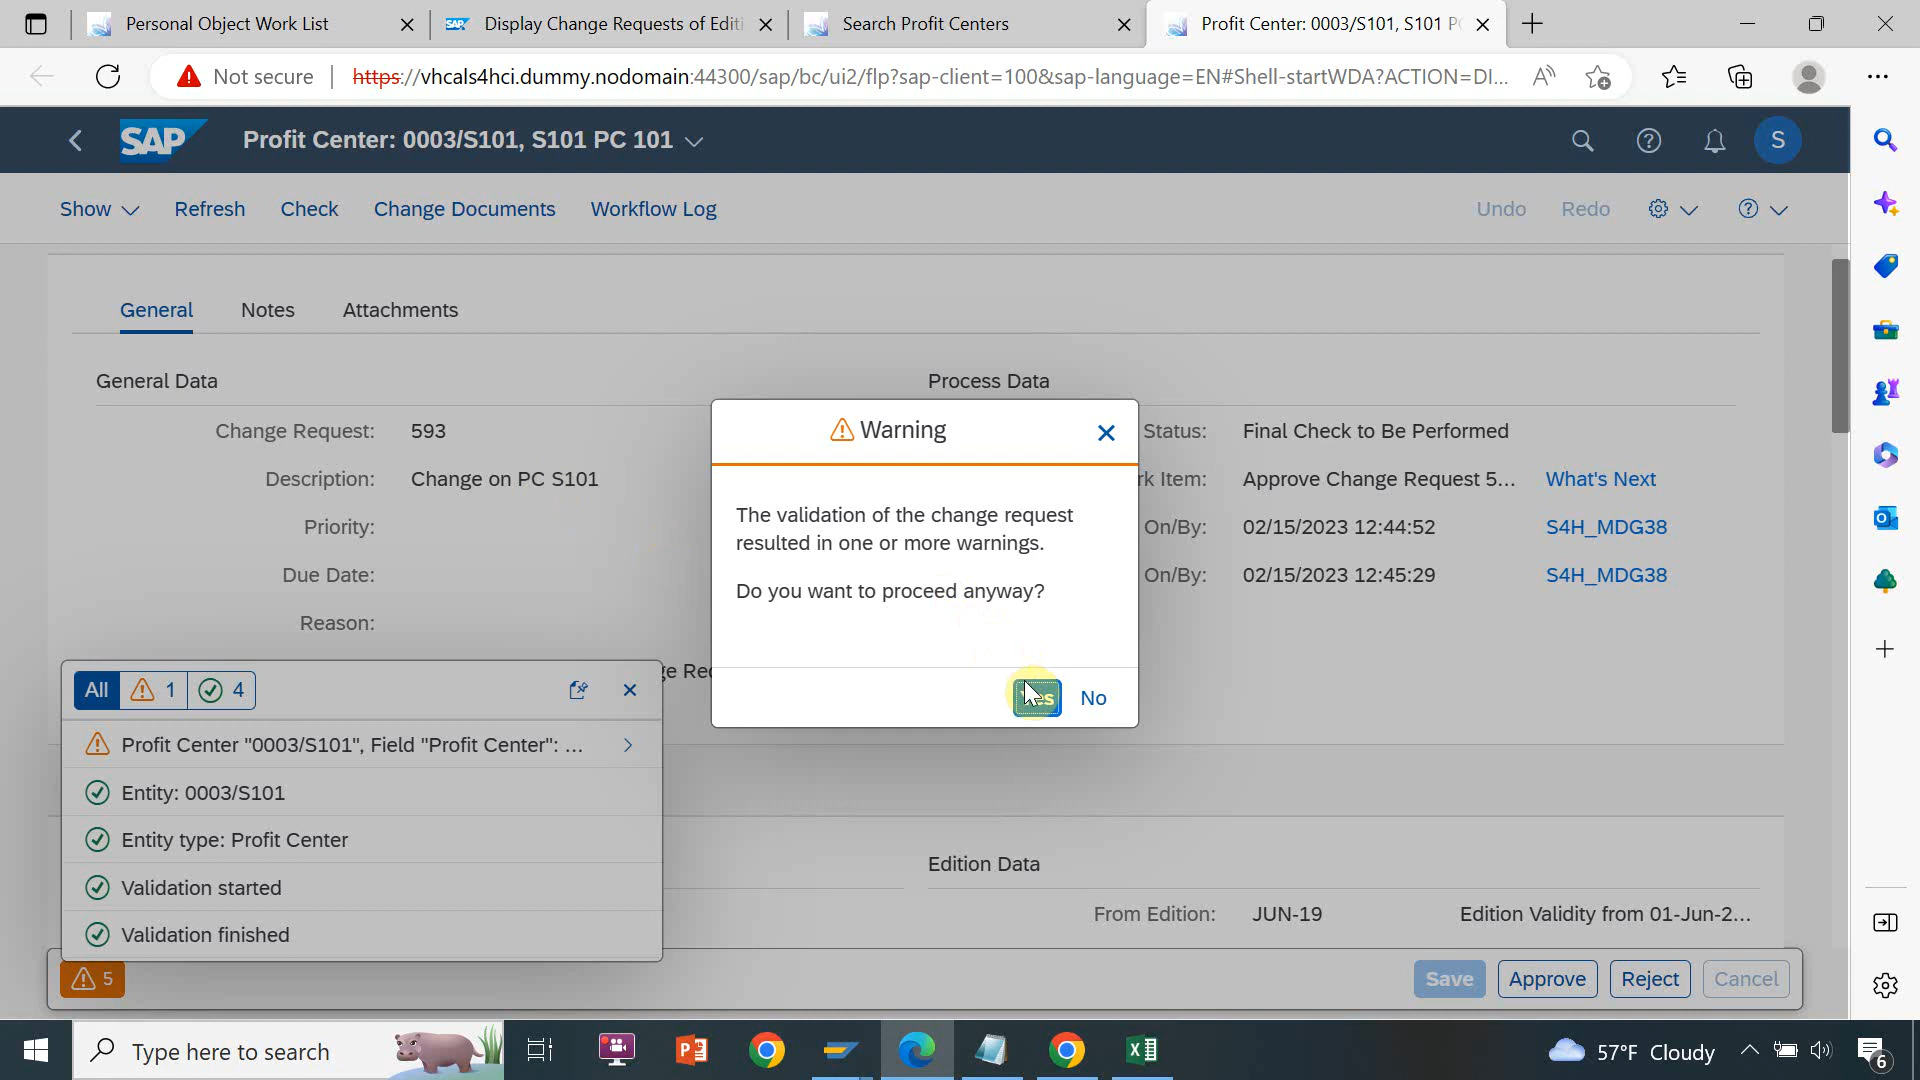 Personal Object Work List
Display Change Requests of Editi
Search Profit Centers
Profit Center: 0003/S101, S101 P
Not secure
https://vhcals4hci.dummy.nodomain:44300/sap/bc/ui2/flp?sap-client=100&sap-language=EN#Shell-startWDA?ACTION=DI...
SAP Profit Center: 0003/S101, S101 PC 101
S
Show Refresh Check Change Documents Workflow Log Undo Redo
General Notes Attachments
General Data Process Data
Change Request: 593
Status: Final Check to Be Performed
Description: Change on PC S101
rk Item: Approve Change Request 5... What's Next
Priority:
On/By: 02/15/2023 12:44:52 S4H_MDG38
Due Date:
On/By: 02/15/2023 12:45:29 S4H_MDG38
Reason:
ge Re
Warning
The validation of the change request
resulted in one or more warnings.
Do you want to proceed anyway?
Yes No
All 1 4
Profit Center "0003/S101", Field "Profit Center": ...
Entity: 0003/S101
Entity type: Profit Center
Validation started
Validation finished
Edition Data
From Edition: JUN-19 Edition Validity from 01-Jun-2...
5
Save Approve Reject Cancel
Type here to search
57°F Cloudy
6